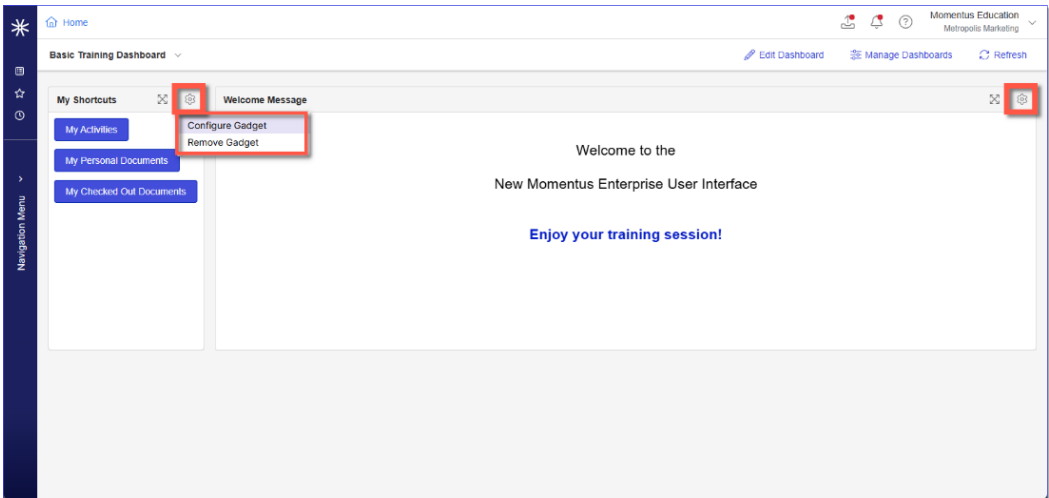 Home
Momentus Education
Metropolis Marketing
Basic Training Dashboard
Edit Dashboard
Manage Dashboards
Refresh
My Shortcuts
Welcome Message
Configure Gadget
Remove Gadget
My Activities
My Personal Documents
My Checked Out Documents
Welcome to the
New Momentus Enterprise User Interface
Enjoy your training session!
Navigation Menu